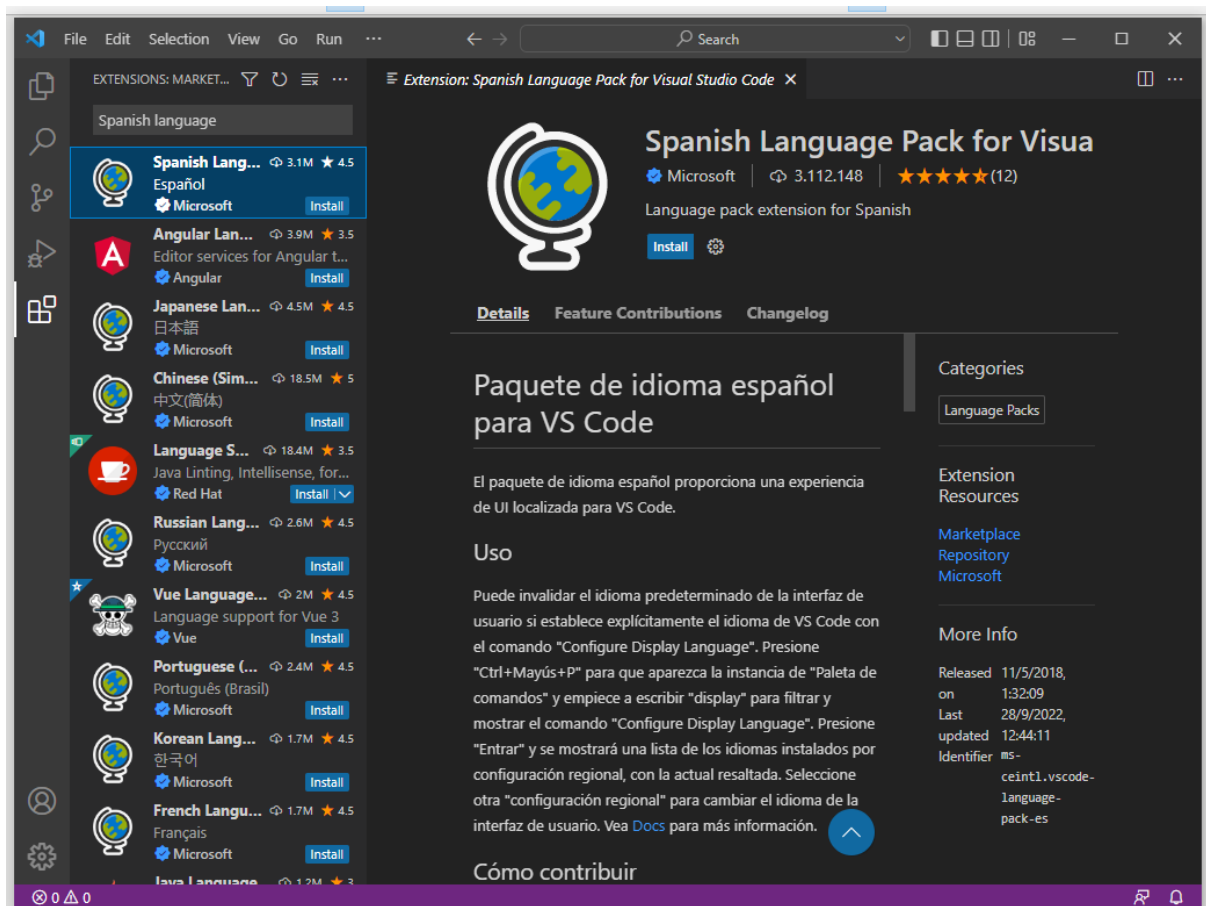 File Edit Selection View Go Run ···
Search
EXTENSIONS: MARKET... ···
Extension: Spanish Language Pack for Visual Studio Code
···
Spanish language
Spanish Lang... 3.1M ★ 4.5
Español
Microsoft Install
Angular Lan... 3.9M ★ 3.5
Editor services for Angular t...
Angular Install
Japanese Lan... 4.5M ★ 4.5
日本語
Microsoft Install
Chinese (Sim... 18.5M ★ 5
中文(简体)
Microsoft Install
Language S... 18.4M ★ 3.5
Java Linting, Intellisense, for...
Red Hat Install
Russian Lang... 2.6M ★ 4.5
Русский
Microsoft Install
Vue Language... 2M ★ 4.5
Language support for Vue 3
Vue Install
Portuguese (... 2.4M ★ 4.5
Português (Brasil)
Microsoft Install
Korean Lang... 1.7M ★ 4.5
한국어
Microsoft Install
French Langu... 1.7M ★ 4.5
Français
Microsoft Install
Java Language 1.2M ★ 3
Spanish Language Pack for Visua
Microsoft 3.112.148 ★★★★★(12)
Language pack extension for Spanish
Install
Details Feature Contributions Changelog
Paquete de idioma español
para VS Code
El paquete de idioma español proporciona una experiencia
de UI localizada para VS Code.
Uso
Puede invalidar el idioma predeterminado de la interfaz de
usuario si establece explícitamente el idioma de VS Code con
el comando "Configure Display Language". Presione
"Ctrl+Mayús+P" para que aparezca la instancia de "Paleta de
comandos" y empiece a escribir "display" para filtrar y
mostrar el comando "Configure Display Language". Presione
"Entrar" y se mostrará una lista de los idiomas instalados por
configuración regional, con la actual resaltada. Seleccione
otra "configuración regional" para cambiar el idioma de la
interfaz de usuario. Vea Docs para más información.
Cómo contribuir
Categories
Language Packs
Extension
Resources
Marketplace
Repository
Microsoft
More Info
Released 11/5/2018,
on 1:32:09
Last 28/9/2022,
updated 12:44:11
Identifier ms-
ceintl.vscode-
language-
pack-es
0 0